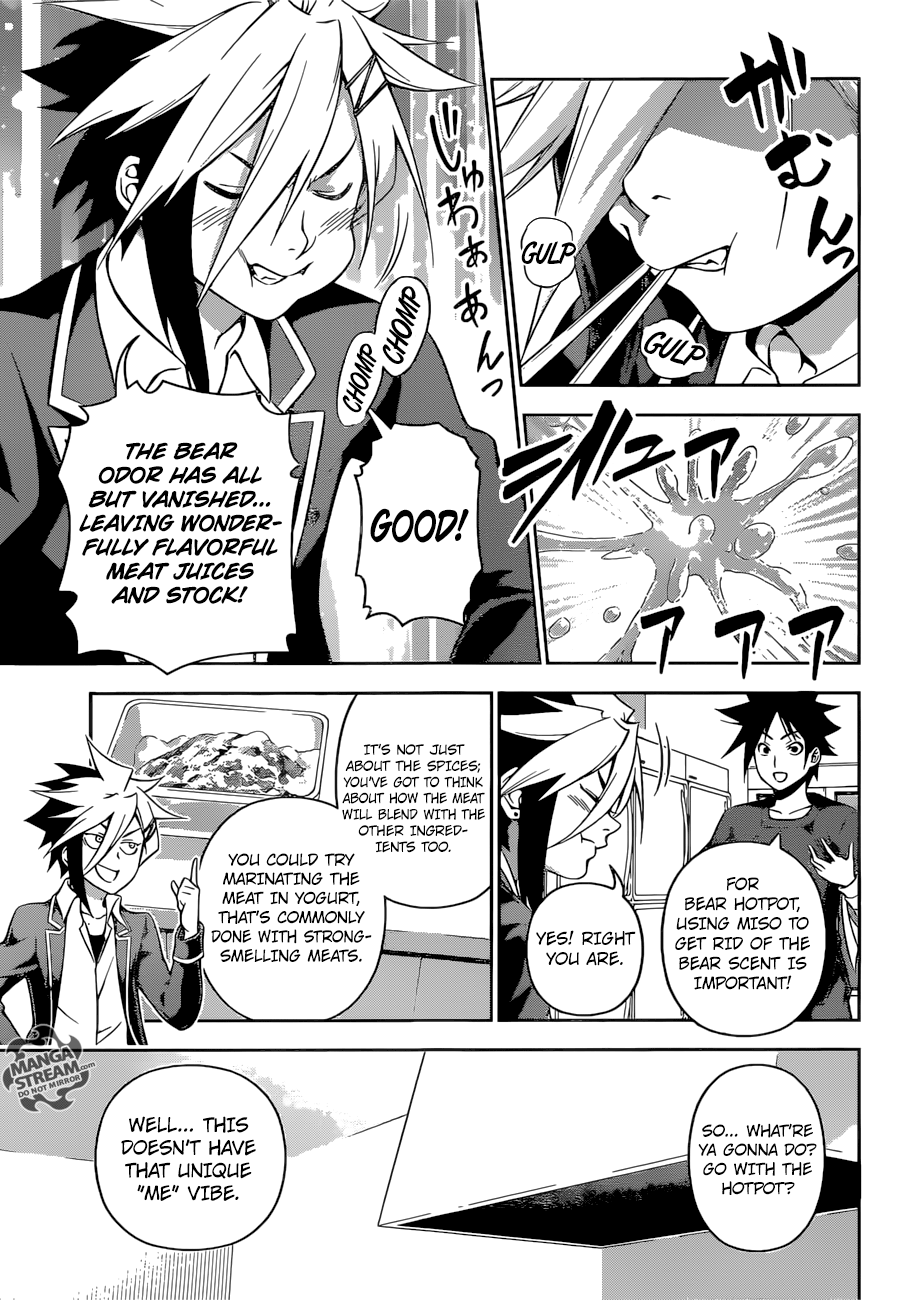 がむんっ
GULP
GULP
ジュアアアア
じゅわぁぁんっ
CHOMP
CHOMP
GOOD!
THE BEAR
ODOR HAS ALL
BUT VANISHED...
LEAVING WONDER-
FULLY FLAVORFUL
MEAT JUICES
AND STOCK!
FOR
BEAR HOTPOT,
USING MISO TO
GET RID OF THE
BEAR SCENT IS
IMPORTANT!
YES! RIGHT
YOU ARE.
IT'S NOT JUST
ABOUT THE SPICES;
YOU'VE GOT TO THINK
ABOUT HOW THE MEAT
WILL BLEND WITH THE
OTHER INGRED-
IENTS TOO.
YOU COULD TRY
MARINATING THE
MEAT IN YOGURT,
THAT'S COMMONLY
DONE WITH STRONG-
SMELLING MEATS.
SO... WHAT'RE
YA GONNA DO?
GO WITH THE
HOTPOT?
WELL... THIS
DOESN'T HAVE
THAT UNIQUE
"ME" VIBE.
MANGA
STREAM.com
DO NOT MIRROR!